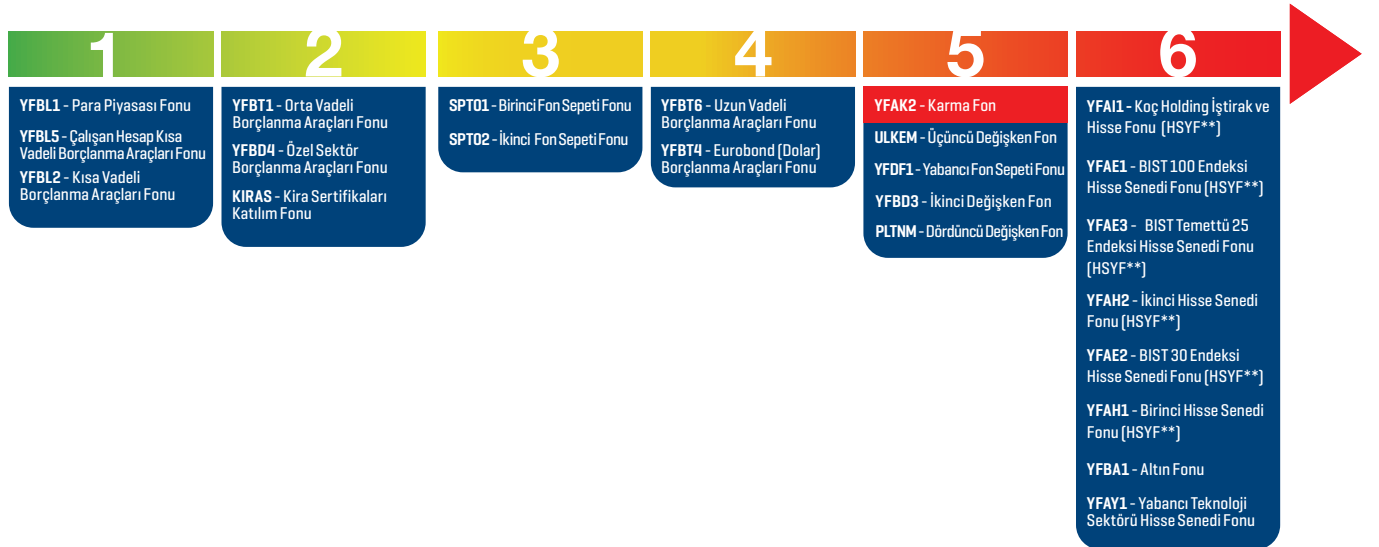 1
YFBL1 - Para Piyasası Fonu
YFBL5 - Çalışan Hesap Kısa
Vadeli Borçlanma Araçları Fonu
YFBL2 - Kısa Vadeli
Borçlanma Araçları Fonu
2
YFBT1 - Orta Vadeli
Borçlanma Araçları Fonu
YFBD4 - Özel Sektör
Borçlanma Araçları Fonu
KIRAS - Kira Sertifikaları
Katılım Fonu
3
SPT01 - Birinci Fon Sepeti Fonu
SPT02 - İkinci Fon Sepeti Fonu
4
YFBT6 - Uzun Vadeli
Borçlanma Araçları Fonu
YFBT4 - Eurobond (Dolar)
Borçlanma Araçları Fonu
5
YFAK2 - Karma Fon
ULKEM - Üçüncü Değişken Fon
YFDF1 - Yabancı Fon Sepeti Fonu
YFBD3 - İkinci Değişken Fon
PLTNM - Dördüncü Değişken Fon
6
YFAI1 - Koç Holding İştirak ve
Hisse Fonu (HSYF**)
YFAE1 - BIST 100 Endeksi
Hisse Senedi Fonu (HSYF**)
YFAE3 - BIST Temettü 25
Endeksi Hisse Senedi Fonu
(HSYF**)
YFAH2 - İkinci Hisse Senedi
Fonu (HSYF**)
YFAE2 - BIST 30 Endeksi
Hisse Senedi Fonu (HSYF**)
YFAH1 - Birinci Hisse Senedi
Fonu (HSYF**)
YFBA1 - Altın Fonu
YFAY1 - Yabancı Teknoloji
Sektörü Hisse Senedi Fonu